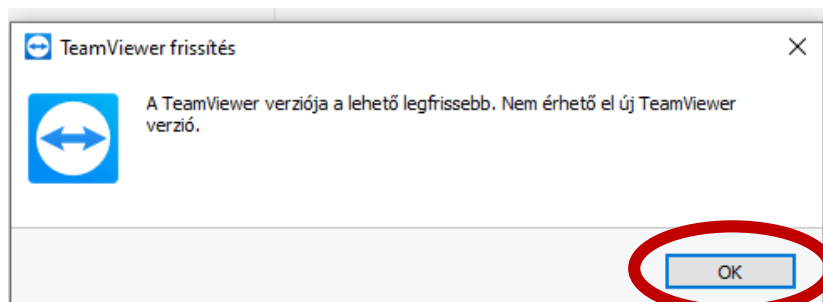 TeamViewer frissítés
A TeamViewer verziója a lehető legfrissebb. Nem érhető el új TeamViewer
verzió.
OK